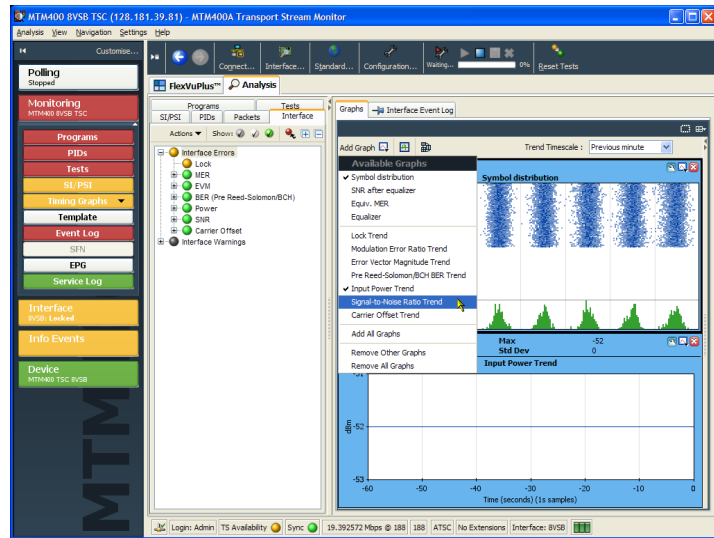 MTM400 8VSB TSC (128.181.39.81) - MTM400A Transport Stream Monitor
Analysis View Navigation Settings Help
Customise...
Polling
Stopped
Monitoring
MTM400 8VSB TSC
Programs
PIDs
Tests
SI/PSI
Timing Graphs
Template
Event Log
SFN
EPG
Service Log
Interface
8VSB: Locked
Info Events
Device
MTM400 TSC 8VSB
MTM
Connect... Interface... Standard... Configuration... Waiting... 0% Reset Tests
FlexVuPlus™ Analysis
Programs Tests
SI/PSI PIDs Packets Interface
Actions Show:
Interface Errors
Lock
MER
EVM
BER (Pre Reed-Solomon/BCH)
Power
SNR
Carrier Offset
Interface Warnings
Graphs Interface Event Log
Add Graph Trend Timescale : Previous minute
Available Graphs
Symbol distribution
SNR after equalizer
Equiv. MER
Equalizer
Lock Trend
Modulation Error Ratio Trend
Error Vector Magnitude Trend
Pre Reed-Solomon/BCH BER Trend
Input Power Trend
Signal-to-Noise Ratio Trend
Carrier Offset Trend
Add All Graphs
Remove Other Graphs
Remove All Graphs
Symbol distribution
Max -52
Std Dev 0
Input Power Trend
-51
-52
-53
dBm
-60 -50 -40 -30 -20 -10 0
Time (seconds) (1s samples)
Login: Admin TS Availability Sync 19.392572 Mbps @ 188 188 ATSC No Extensions Interface: 8VSB